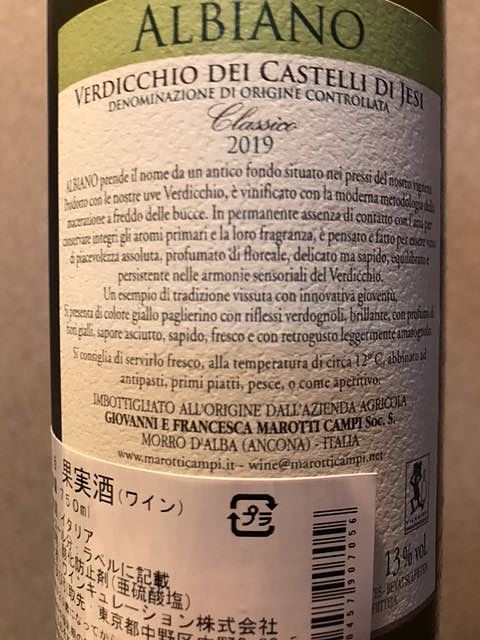 ALBIANO
VERDICCHIO DEI CASTELLI DI JESI
DENOMINAZIONE DI ORIGINE CONTROLLATA
Classico
2019
ALBIANO prende il nome da un antico fondo situato nei pressi del nostro vigneto.
Prodotto con le nostre uve Verdicchio, è vinificato con la moderna metodologia della
macerazione a freddo delle bucce. In permanente assenza di contatto con l'aria per
conservare integri gli aromi primari e la loro fragranza, è pensato e fatto per essere vino
di piacevolezza assoluta, profumato di floreale, delicato ma sapido, equilibrato e
persistente nelle armonie sensoriali del Verdicchio.
Un esempio di tradizione vissuta con innovativa gioventù.
Si presenta di colore giallo paglierino con riflessi verdognoli, brillante, con profumi di
fiori gialli, sapore asciutto, sapido, fresco e con retrogusto leggermente amarognolo.
Si consiglia di servirlo fresco, alla temperatura di circa 12° C, abbinato ad
antipasti, primi piatti, pesce, o come aperitivo.
IMBOTTIGLIATO ALL'ORIGINE DALL'AZIENDA AGRICOLA
GIOVANNI E FRANCESCA MAROTTI CAMPI Soc. S.
MORRO D'ALBA (ANCONA) - ITALIA
www.marotticampi.it - wine@marotticampi.net
果実酒(ワイン)
プラ
750ml
イタリア
ラベルに記載
酸化防止剤(亜硫酸塩)
キュレーション株式会社
東京都中野区
0457907056
13% vol.